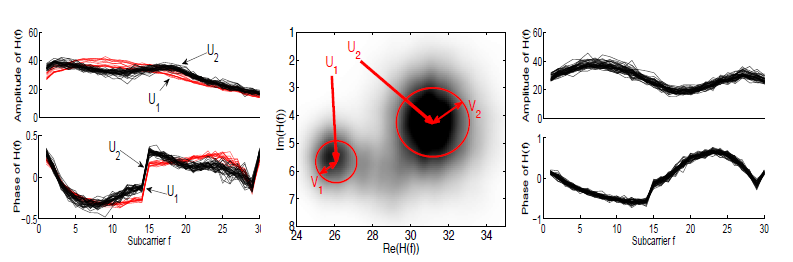 Amplitude of H(f)
60
40
20
0
U2
U1
Phase of H(f)
0.5
0
−0.5
U2
U1
0 5 10 15 20 25 30
Subcarrier f
Im(H(f))
1
2
3
4
5
6
7
8
U2
U1
V2
V1
24 26 28 30 32 34
Re(H(f))
Amplitude of H(f)
60
40
20
0
Phase of H(f)
1
0
−1
0 5 10 15 20 25 30
Subcarrier f